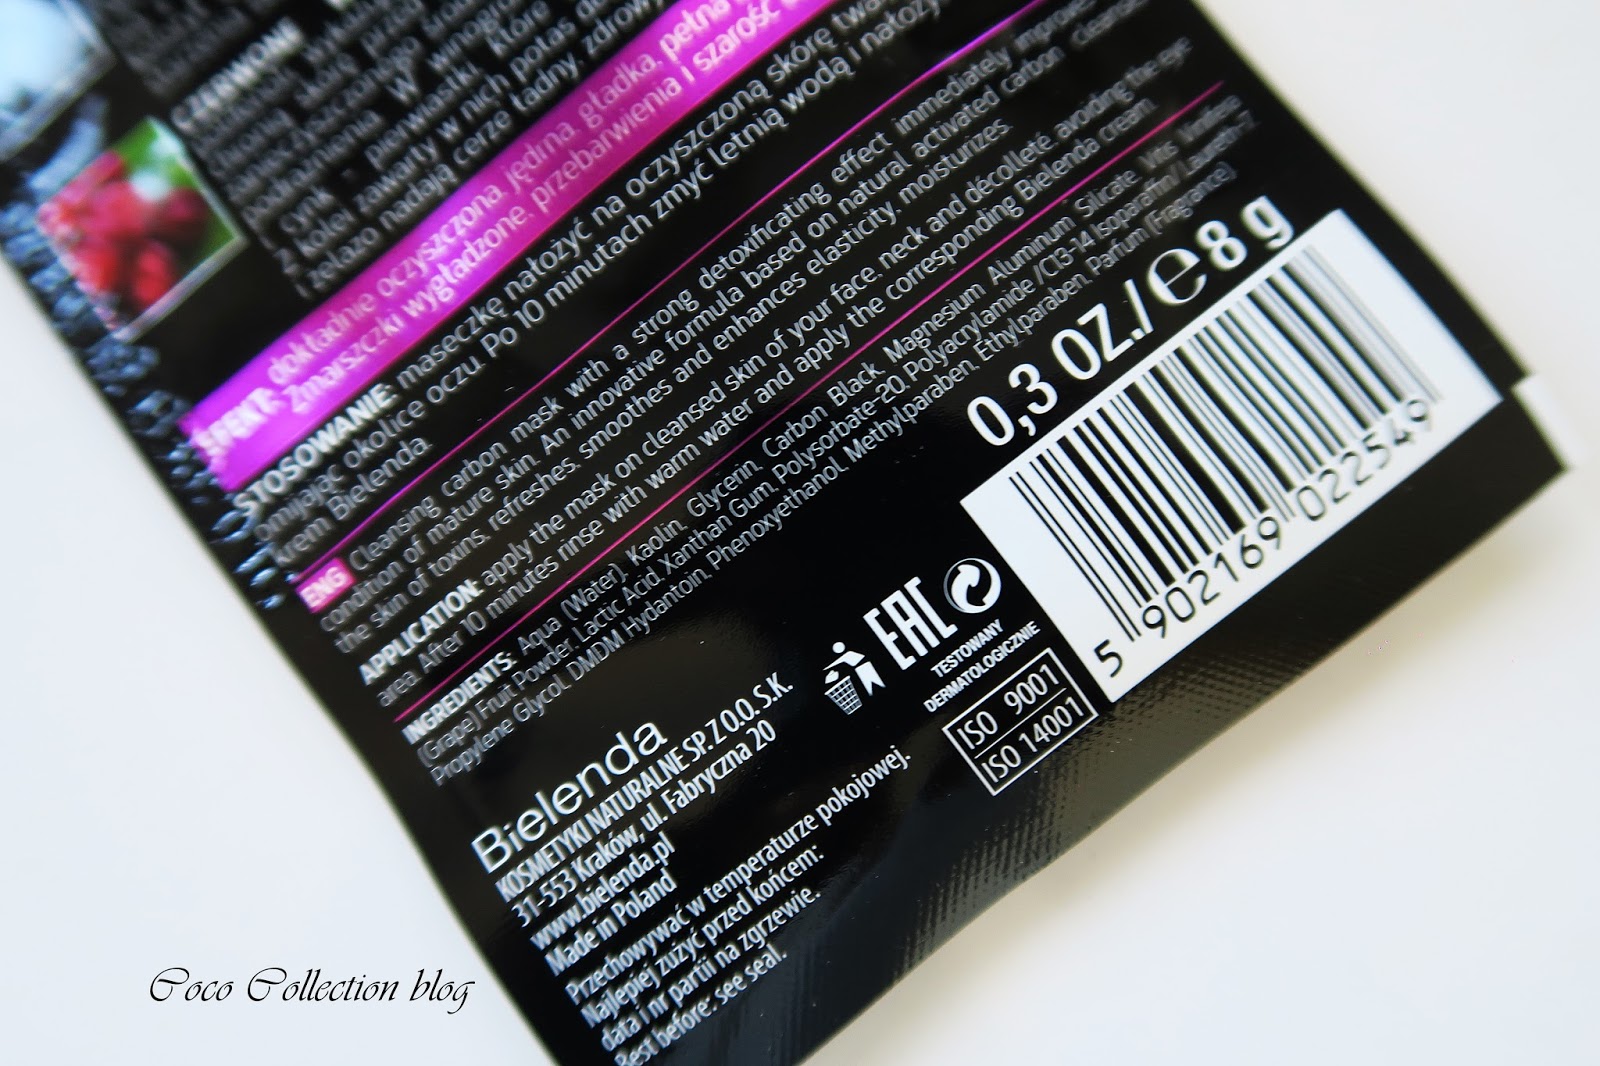 CZERWON
W winogro
Cynk - pierwiastki, które
kolei zawarty w nich potas
i żelazo nadają cerze ładny, zdrowy
dokładnie oczyszczona, jędrna, gładka, pełna
Zmarszczki wygładzone, przebarwienia i szarość
STOSOWANIE: maseczkę nałożyć na oczyszczoną skórę
omijając okolice oczu. Po 10 minutach zmyć letnią wodą i nałożyć
krem Bielenda.
ENG Cleansing carbon mask with a strong detoxificating effect immediately
condition of mature skin. An innovative formula based on natural activated carbon
the skin of toxins, refreshes, smoothes and enhances elasticity, moisturizes.
APPLICATION: apply the mask on cleansed skin of your face, neck and décolleté, avoiding the eye
area. After 10 minutes rinse with warm water and apply the corresponding Bielenda cream.
INGREDIENTS: Aqua (Water), Kaolin, Glycerin, Carbon Black, Magnesium Aluminum Silicate, Vitis Vinifera
(Grape) Fruit Powder, Lactic Acid, Xanthan Gum, Polysorbate-20, Polyacrylamide /C13-14 Isoparaffin/ Laureth-7,
Propylene Glycol, DMDM Hydantoin, Phenoxyethanol, Methylparaben, Ethylparaben, Parfum (Fragrance)
0,3 OZ./ ℮ 8 g
5 902169 022549
EAC
TESTOWANY
DERMATOLOGICZNIE
ISO 9001
ISO 14001
Bielenda
KOSMETYKI NATURALNE SP. Z O.O. S.K.
31-553 Kraków, ul. Fabryczna 20
www.bielenda.pl
Made in Poland
Przechowywać w temperaturze pokojowej.
Najlepiej zużyć przed końcem:
data i nr partii na zgrzewie.
Best before: see seal.
Coco Collection blog